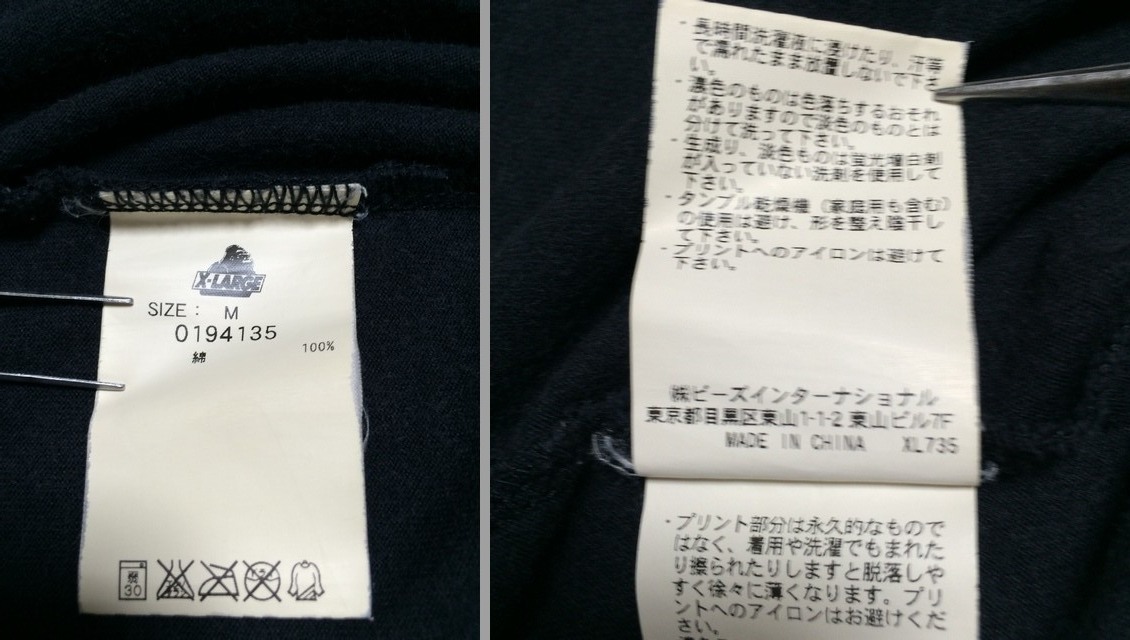 X-LARGE
SIZE : M
0194135
綿 100%
弱
30
・長時間洗濯液に浸けたり、汗等
で濡れたまま放置しないで下さ
い。
・濃色のものは色落ちするおそれ
がありますので淡色のものとは
分けて洗って下さい。
・生成り、淡色ものは蛍光増白剤
が入っていない洗剤を使用して
下さい。
・タンブル乾燥機（家庭用も含む）
の使用は避け、形を整え陰干し
て下さい。
・プリントへのアイロンは避けて
下さい。
㈱ビーズインターナショナル
東京都目黒区東山1-1-2 東山ビル7F
MADE IN CHINA XL735
・プリント部分は永久的なもので
はなく、着用や洗濯でもまれた
り擦られたりしますと脱落しや
すく徐々に薄くなります。プリ
ントへのアイロンはお避けくだ
さい。